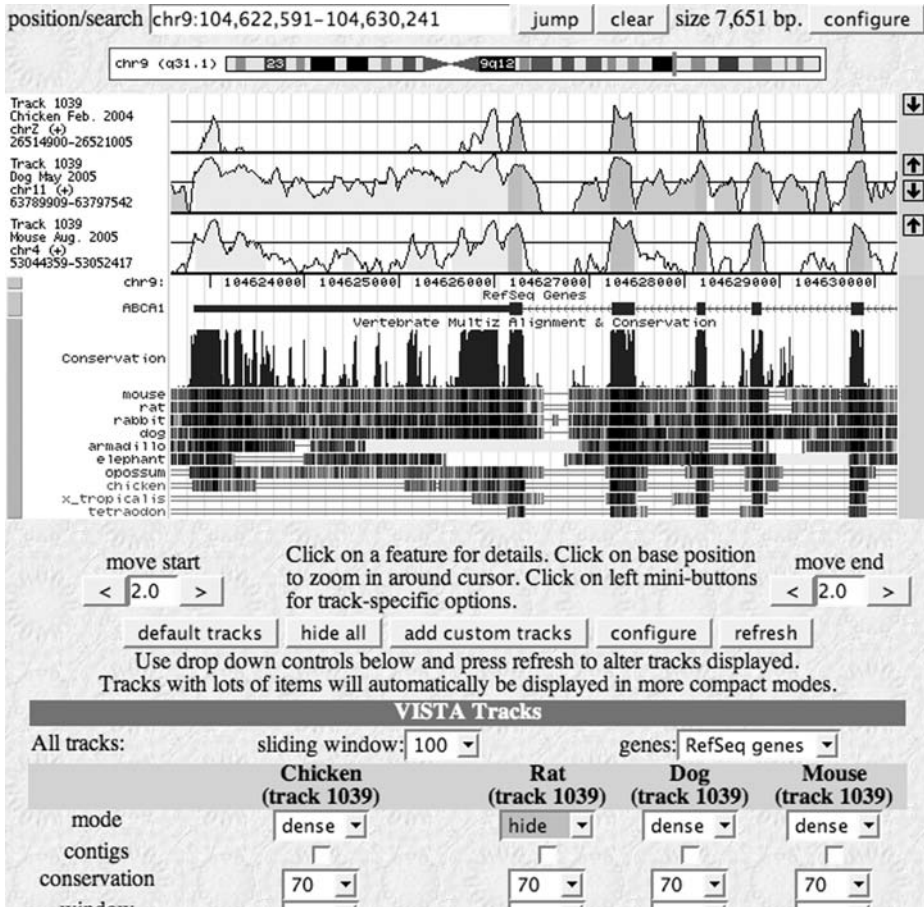 position/search chr9:104,622,591-104,630,241 jump clear size 7,651 bp. configure
chr9 (q31.1) 23 9q12
Track 1039
Chicken Feb. 2004
chrZ (+)
26514900-26521005
Track 1039
Dog May 2005
chr11 (+)
63789909-63797542
Track 1039
Mouse Aug. 2005
chr4 (+)
53044359-53052417
chr9: 104624000 104625000 104626000 104627000 104628000 104629000 104630000
RefSeq Genes
ABCA1
Vertebrate Multiz Alignment & Conservation
Conservation
mouse
rat
rabbit
dog
armadillo
elephant
opossum
chicken
x_tropicalis
tetraodon
move start
< 2.0 >
Click on a feature for details. Click on base position
to zoom in around cursor. Click on left mini-buttons
for track-specific options.
move end
< 2.0 >
default tracks hide all add custom tracks configure refresh
Use drop down controls below and press refresh to alter tracks displayed.
Tracks with lots of items will automatically be displayed in more compact modes.
VISTA Tracks
All tracks: sliding window: 100 genes: RefSeq genes
Chicken Rat Dog Mouse
(track 1039) (track 1039) (track 1039) (track 1039)
mode dense hide dense dense
contigs
conservation 70 70 70 70